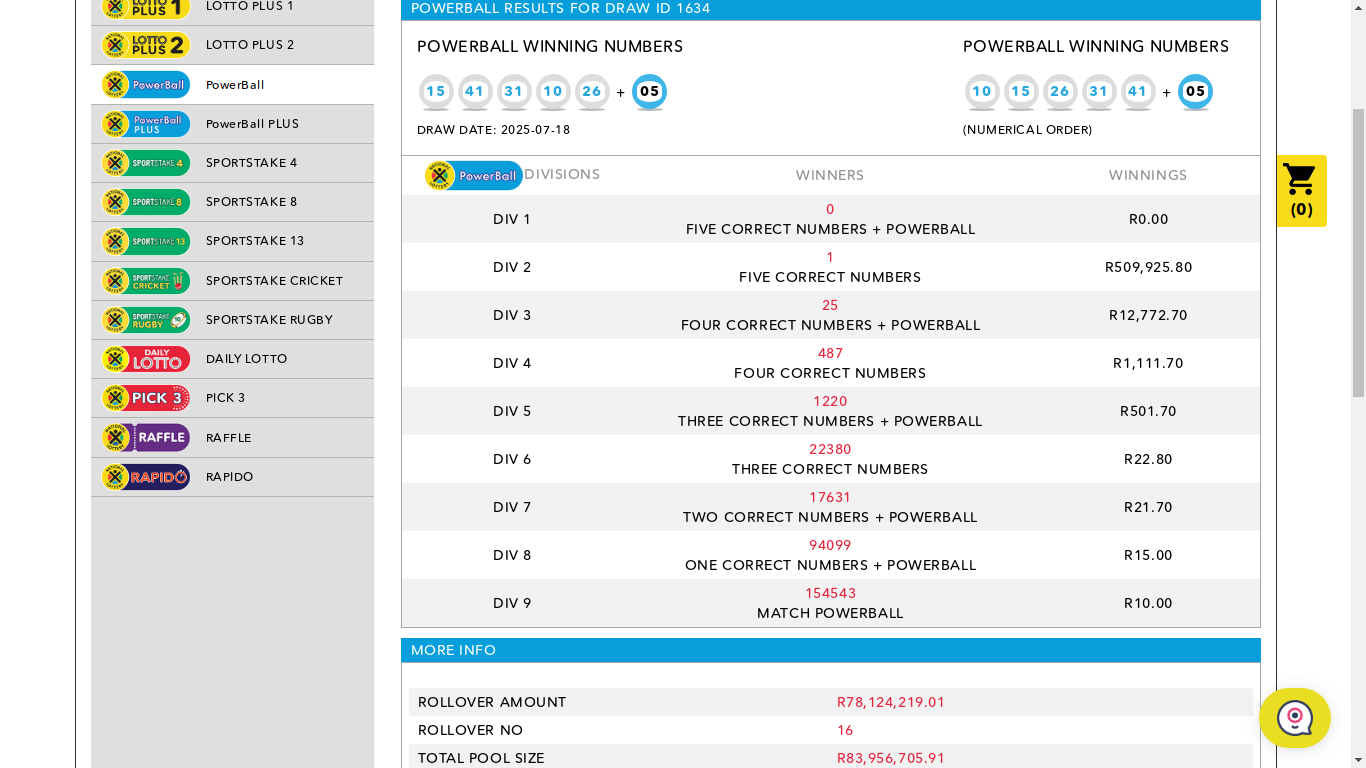 LOTTO PLUS 1 LOTTO PLUS 1
LOTTO PLUS 2 LOTTO PLUS 2
PowerBall PowerBall
PowerBall PLUS PowerBall PLUS
SPORTSTAKE 4 SPORTSTAKE 4
SPORTSTAKE 8 SPORTSTAKE 8
SPORTSTAKE 13 SPORTSTAKE 13
SPORTSTAKE CRICKET SPORTSTAKE CRICKET
SPORTSTAKE RUGBY SPORTSTAKE RUGBY
DAILY LOTTO DAILY LOTTO
PICK 3 PICK 3
RAFFLE RAFFLE
RAPIDO RAPIDO
POWERBALL RESULTS FOR DRAW ID 1634
POWERBALL WINNING NUMBERS
15 41 31 10 26 + 05
DRAW DATE: 2025-07-18
POWERBALL WINNING NUMBERS
10 15 26 31 41 + 05
(NUMERICAL ORDER)
PowerBall DIVISIONS WINNERS WINNINGS
DIV 1 0 R0.00
FIVE CORRECT NUMBERS + POWERBALL
DIV 2 1 R509,925.80
FIVE CORRECT NUMBERS
DIV 3 25 R12,772.70
FOUR CORRECT NUMBERS + POWERBALL
DIV 4 487 R1,111.70
FOUR CORRECT NUMBERS
DIV 5 1220 R501.70
THREE CORRECT NUMBERS + POWERBALL
DIV 6 22380 R22.80
THREE CORRECT NUMBERS
DIV 7 17631 R21.70
TWO CORRECT NUMBERS + POWERBALL
DIV 8 94099 R15.00
ONE CORRECT NUMBERS + POWERBALL
DIV 9 154543 R10.00
MATCH POWERBALL
MORE INFO
ROLLOVER AMOUNT R78,124,219.01
ROLLOVER NO 16
TOTAL POOL SIZE R83,956,705.91
(0)